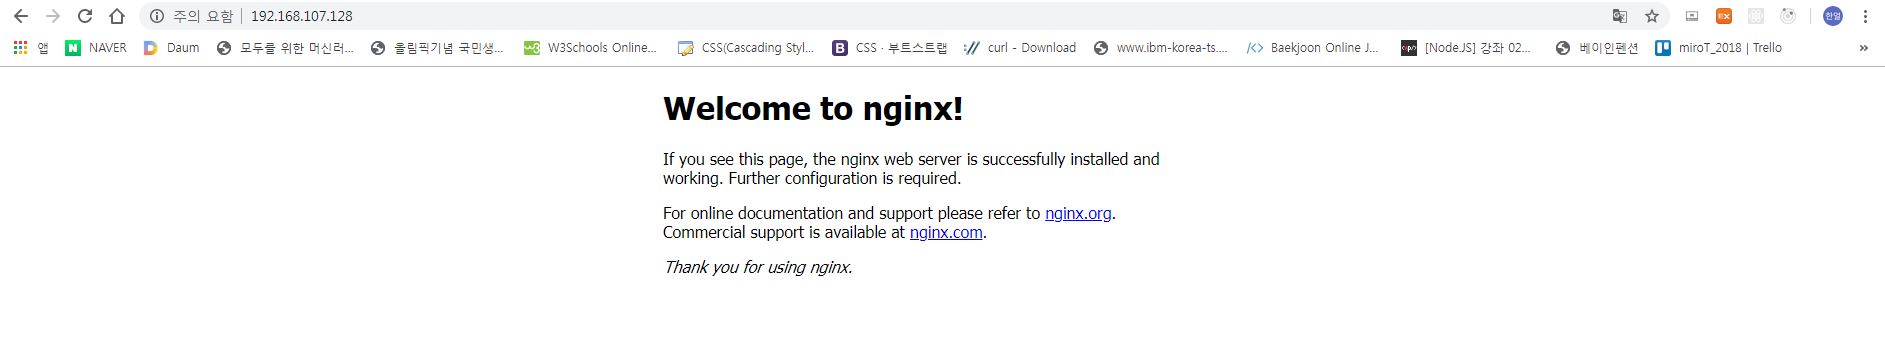 주의 요함 192.168.107.128
한얼
앱 NAVER Daum 모두를 위한 머신러... 올림픽기념 국민생... W3Schools Online... CSS(Cascading Styl... CSS · 부트스트랩 curl - Download www.ibm-korea-ts.... Baekjoon Online J... [Node.JS] 강좌 02... 베이인펜션 miroT_2018 | Trello »
Welcome to nginx!
If you see this page, the nginx web server is successfully installed and
working. Further configuration is required.
For online documentation and support please refer to nginx.org.
Commercial support is available at nginx.com.
Thank you for using nginx.